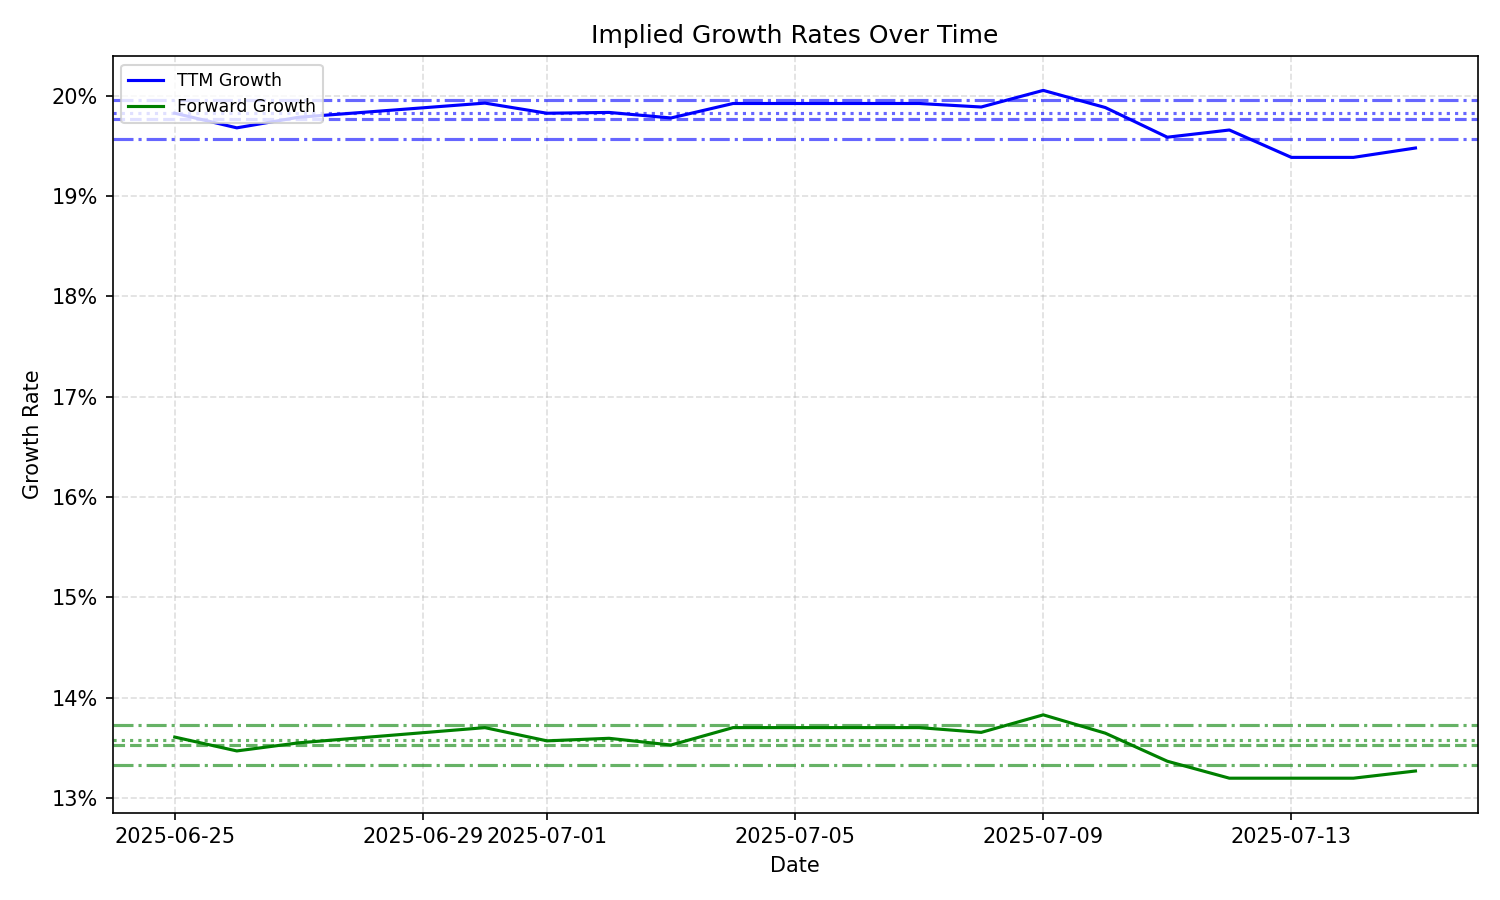 Implied Growth Rates Over Time
TTM Growth
Forward Growth
20%
19%
18%
17%
16%
15%
14%
13%
Growth Rate
2025-06-25
2025-06-29
2025-07-01
2025-07-05
2025-07-09
2025-07-13
Date